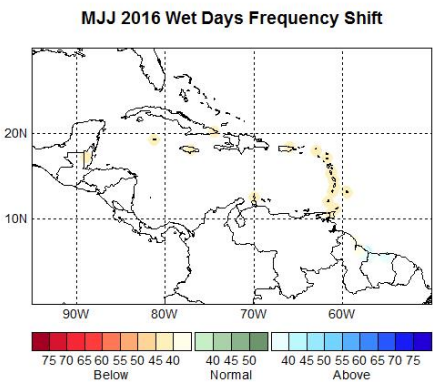 MJJ 2016 Wet Days Frequency Shift
20N
10N
90W 80W 70W 60W
75 70 65 60 55 50 45 40 40 45 50 40 45 50 55 60 65 70 75
Below Normal Above